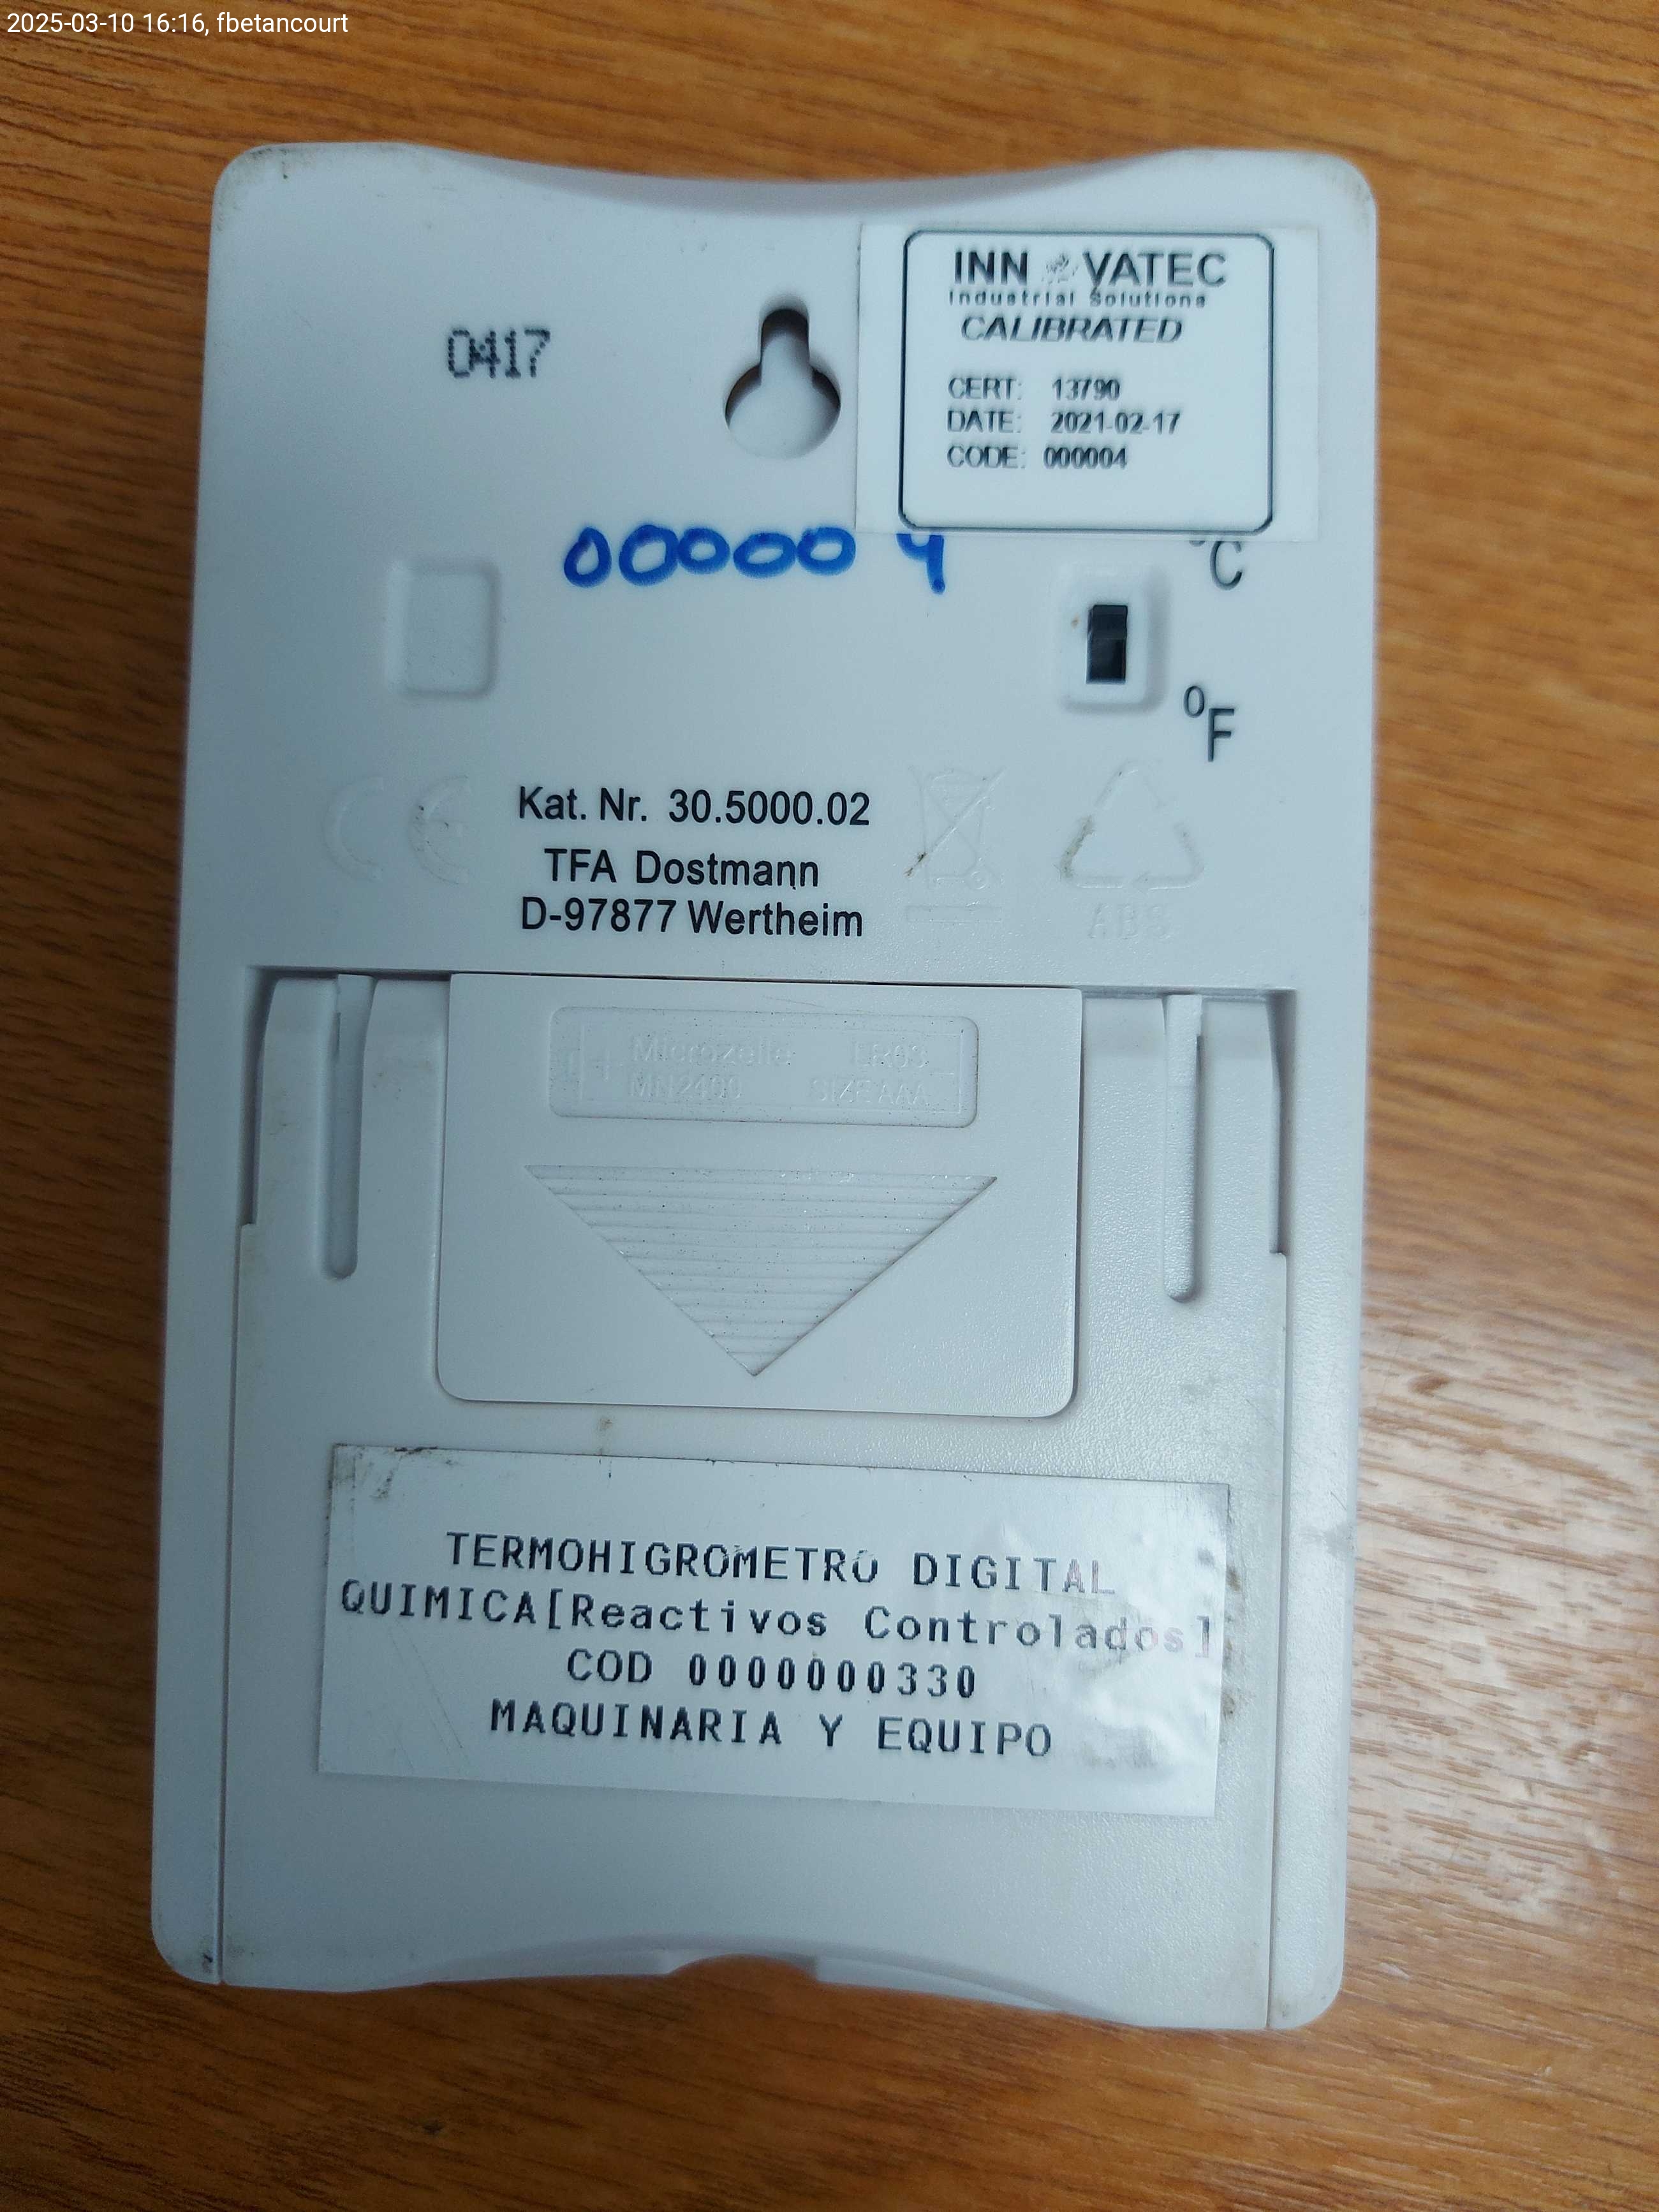 2025-03-10 16:16, fbetancourt
INNOVATEC
Industrial Solutions
CALIBRATED
CERT: 13790
DATE: 2021-02-17
CODE: 000004
0417
000004
°C
°F
Kat. Nr. 30.5000.02
TFA Dostmann
D-97877 Wertheim
CE
ABS
Microzelle LR03
MN2400 SIZE AAA
TERMOHIGROMETRO DIGITAL
QUIMICA[Reactivos Controlados]
COD 0000000330
MAQUINARIA Y EQUIPO